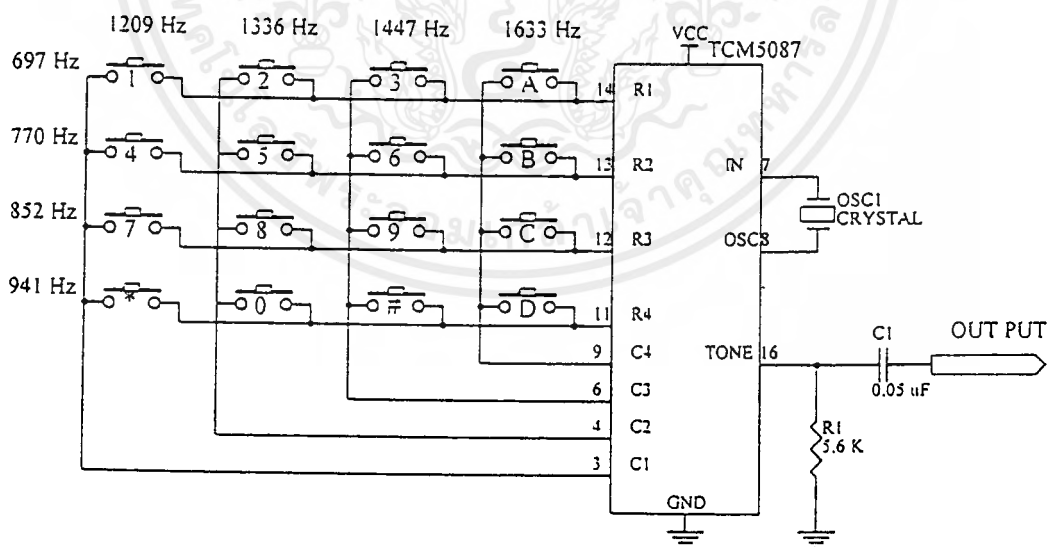 1209 Hz 1336 Hz 1447 Hz 1633 Hz
VCC TCM5087
697 Hz 1 2 3 A 14 R1
770 Hz 4 5 6 B 13 R2 IN 7
OSC1
CRYSTAL
852 Hz 7 8 9 C 12 R3 OSC 8
941 Hz * 0 # D 11 R4
9 C4 TONE 16 C1 OUT PUT
0.05 uF
6 C3
4 C2 R1
5.6 K
3 C1
GND